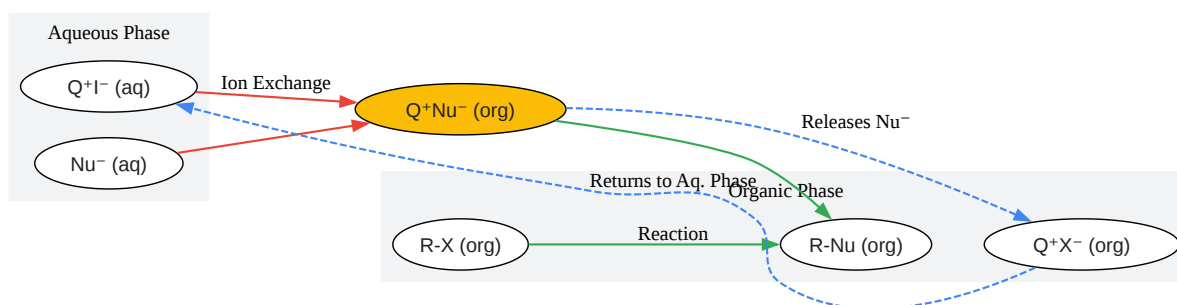 Aqueous Phase
Q⁺I⁻ (aq)
Ion Exchange
Q⁺Nu⁻ (org)
Releases Nu⁻
Nu⁻ (aq)
Returns to Aq. Phase
Organic Phase
R-X (org)
Reaction
R-Nu (org)
Q⁺X⁻ (org)